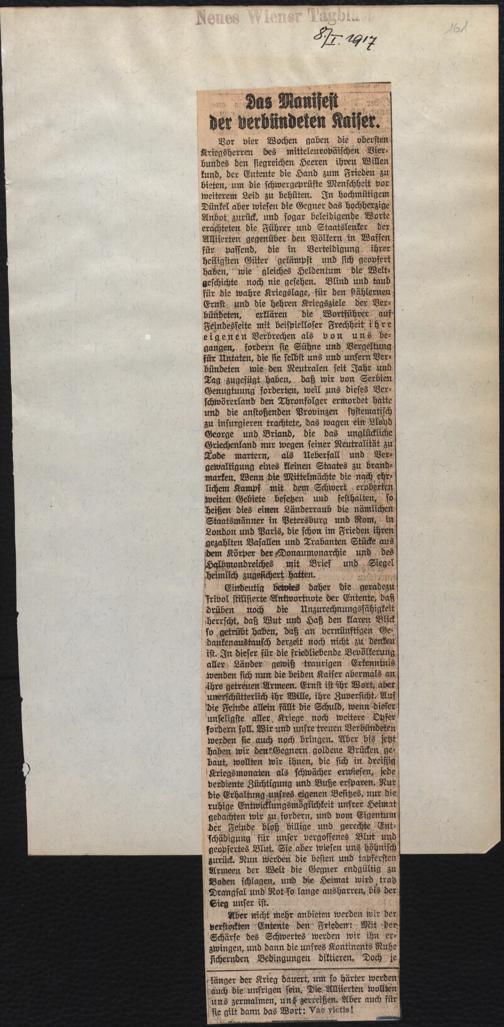 Neues Wiener Tagblatt
8./I. 1917
161
Das Manifest
der verbündeten Kaiser.
Vor vier Wochen gaben die obersten
Kriegsherren des mitteleuropäischen Vier-
bundes den siegreichen Heeren ihren Willen
kund, der Entente die Hand zum Frieden zu
bieten, um die schwergeprüfte Menschheit vor
weiterem Leid zu behüten. In hochmütigem
Dünkel aber wiesen die Gegner das hochherzige
Anbot zurück, und sogar beleidigende Worte
erachteten die Führer und Staatslenker der
Alliierten gegenüber den Völkern in Waffen
für passend, die in Verteidigung ihrer
heiligsten Güter gekämpft und sich geopfert
haben, wie gleiches Heldentum die Welt-
geschichte noch nie gesehen. Blind und taub
für die wahre Kriegslage, für den stählernen
Ernst und die hehren Kriegsziele der Ver-
bündeten, erklären die Wortführer auf
Feindesseite mit beispielloser Frechheit ihre
eigenen Verbrechen als von uns be-
gangen, fordern sie Sühne und Vergeltung
für Untaten, die sie selbst uns und unsern Ver-
bündeten wie den Neutralen seit Jahr und
Tag zugefügt haben, daß wir von Serbien
Genugtuung forderten, weil uns dieses Ver-
schwörerland den Thronfolger ermordet hatte
und die anstoßenden Provinzen systematisch
zu insurgieren trachtete, das wagen ein Lloyd
George und Briand, die das unglückliche
Griechenland nur wegen seiner Neutralität zu
Tode martern, als Ueberfall und Ver-
gewaltigung eines kleinen Staates zu brand-
marken. Wenn die Mittelmächte die nach ehr-
lichem Kampf mit dem Schwert eroberten
weiten Gebiete besetzen und festhalten, so
heißen dies einen Länderraub die nämlichen
Staatsmänner in Petersburg und Rom, in
London und Paris, die schon im Frieden ihren
gezahlten Vasallen und Trabanten Stücke aus
dem Körper der Donaumonarchie und des
Halbmondreiches mit Brief und Siegel
heimlich zugesichert hatten.
Eindeutig bewies daher die geradezu
frivol stilisierte Antwortnote der Entente, daß
drüben noch die Unzurechnungsfähigkeit
herrscht, daß Wut und Haß den klaren Blick
so getrübt haben, daß an vernünftigen Ge-
dankenaustausch derzeit noch nicht zu denken
ist. In dieser für die friedliebende Bevölkerung
aller Länder gewiß traurigen Erkenntnis
wenden sich nun die beiden Kaiser abermals an
ihre getreuen Armeen. Ernst ist ihr Wort, aber
unerschütterlich ihr Wille, ihre Zuversicht. Auf
die Feinde allein fällt die Schuld, wenn dieser
unseligste aller Kriege noch weitere Opfer
fordern soll. Wir und unsre treuen Verbündeten
werden sie auch noch bringen. Aber bis jetzt
haben wir den Gegnern goldene Brücken ge-
baut, wollten wir ihnen, die sich in dreißig
Kriegsmonaten als schwächer erwiesen, jede
verdiente Züchtigung und Buße ersparen. Nur
die Erhaltung unsres eigenen Besitzes, nur die
ruhige Entwicklungsmöglichkeit unsrer Heimat
gedachten wir zu fordern, und vom Eigentum
der Feinde bloß billige und gerechte Ent-
schädigung für unser vergossenes Blut und
geopfertes Blut. Sie aber wiesen uns höhnisch
zurück. Nun werden die besten und tapfersten
Armeen der Welt die Gegner endgültig zu
Boden schlagen, und die Heimat wird trotz
Drangsal und Not so lange ausharren, bis der
Sieg unser ist.
Aber nicht mehr anbieten werden wir der
verstockten Entente den Frieden: Mit der
Schärfe des Schwertes werden wir ihn er-
zwingen, und dann die unsres Kontinents Ruhe
sichernden Bedingungen diktieren. Doch je
länger der Krieg dauert, um so härter werden
auch die unsrigen sein. Die Alliierten wollten
uns zermalmen, uns zerreißen. Aber auch für
sie gilt dann das Wort: Vae victis!